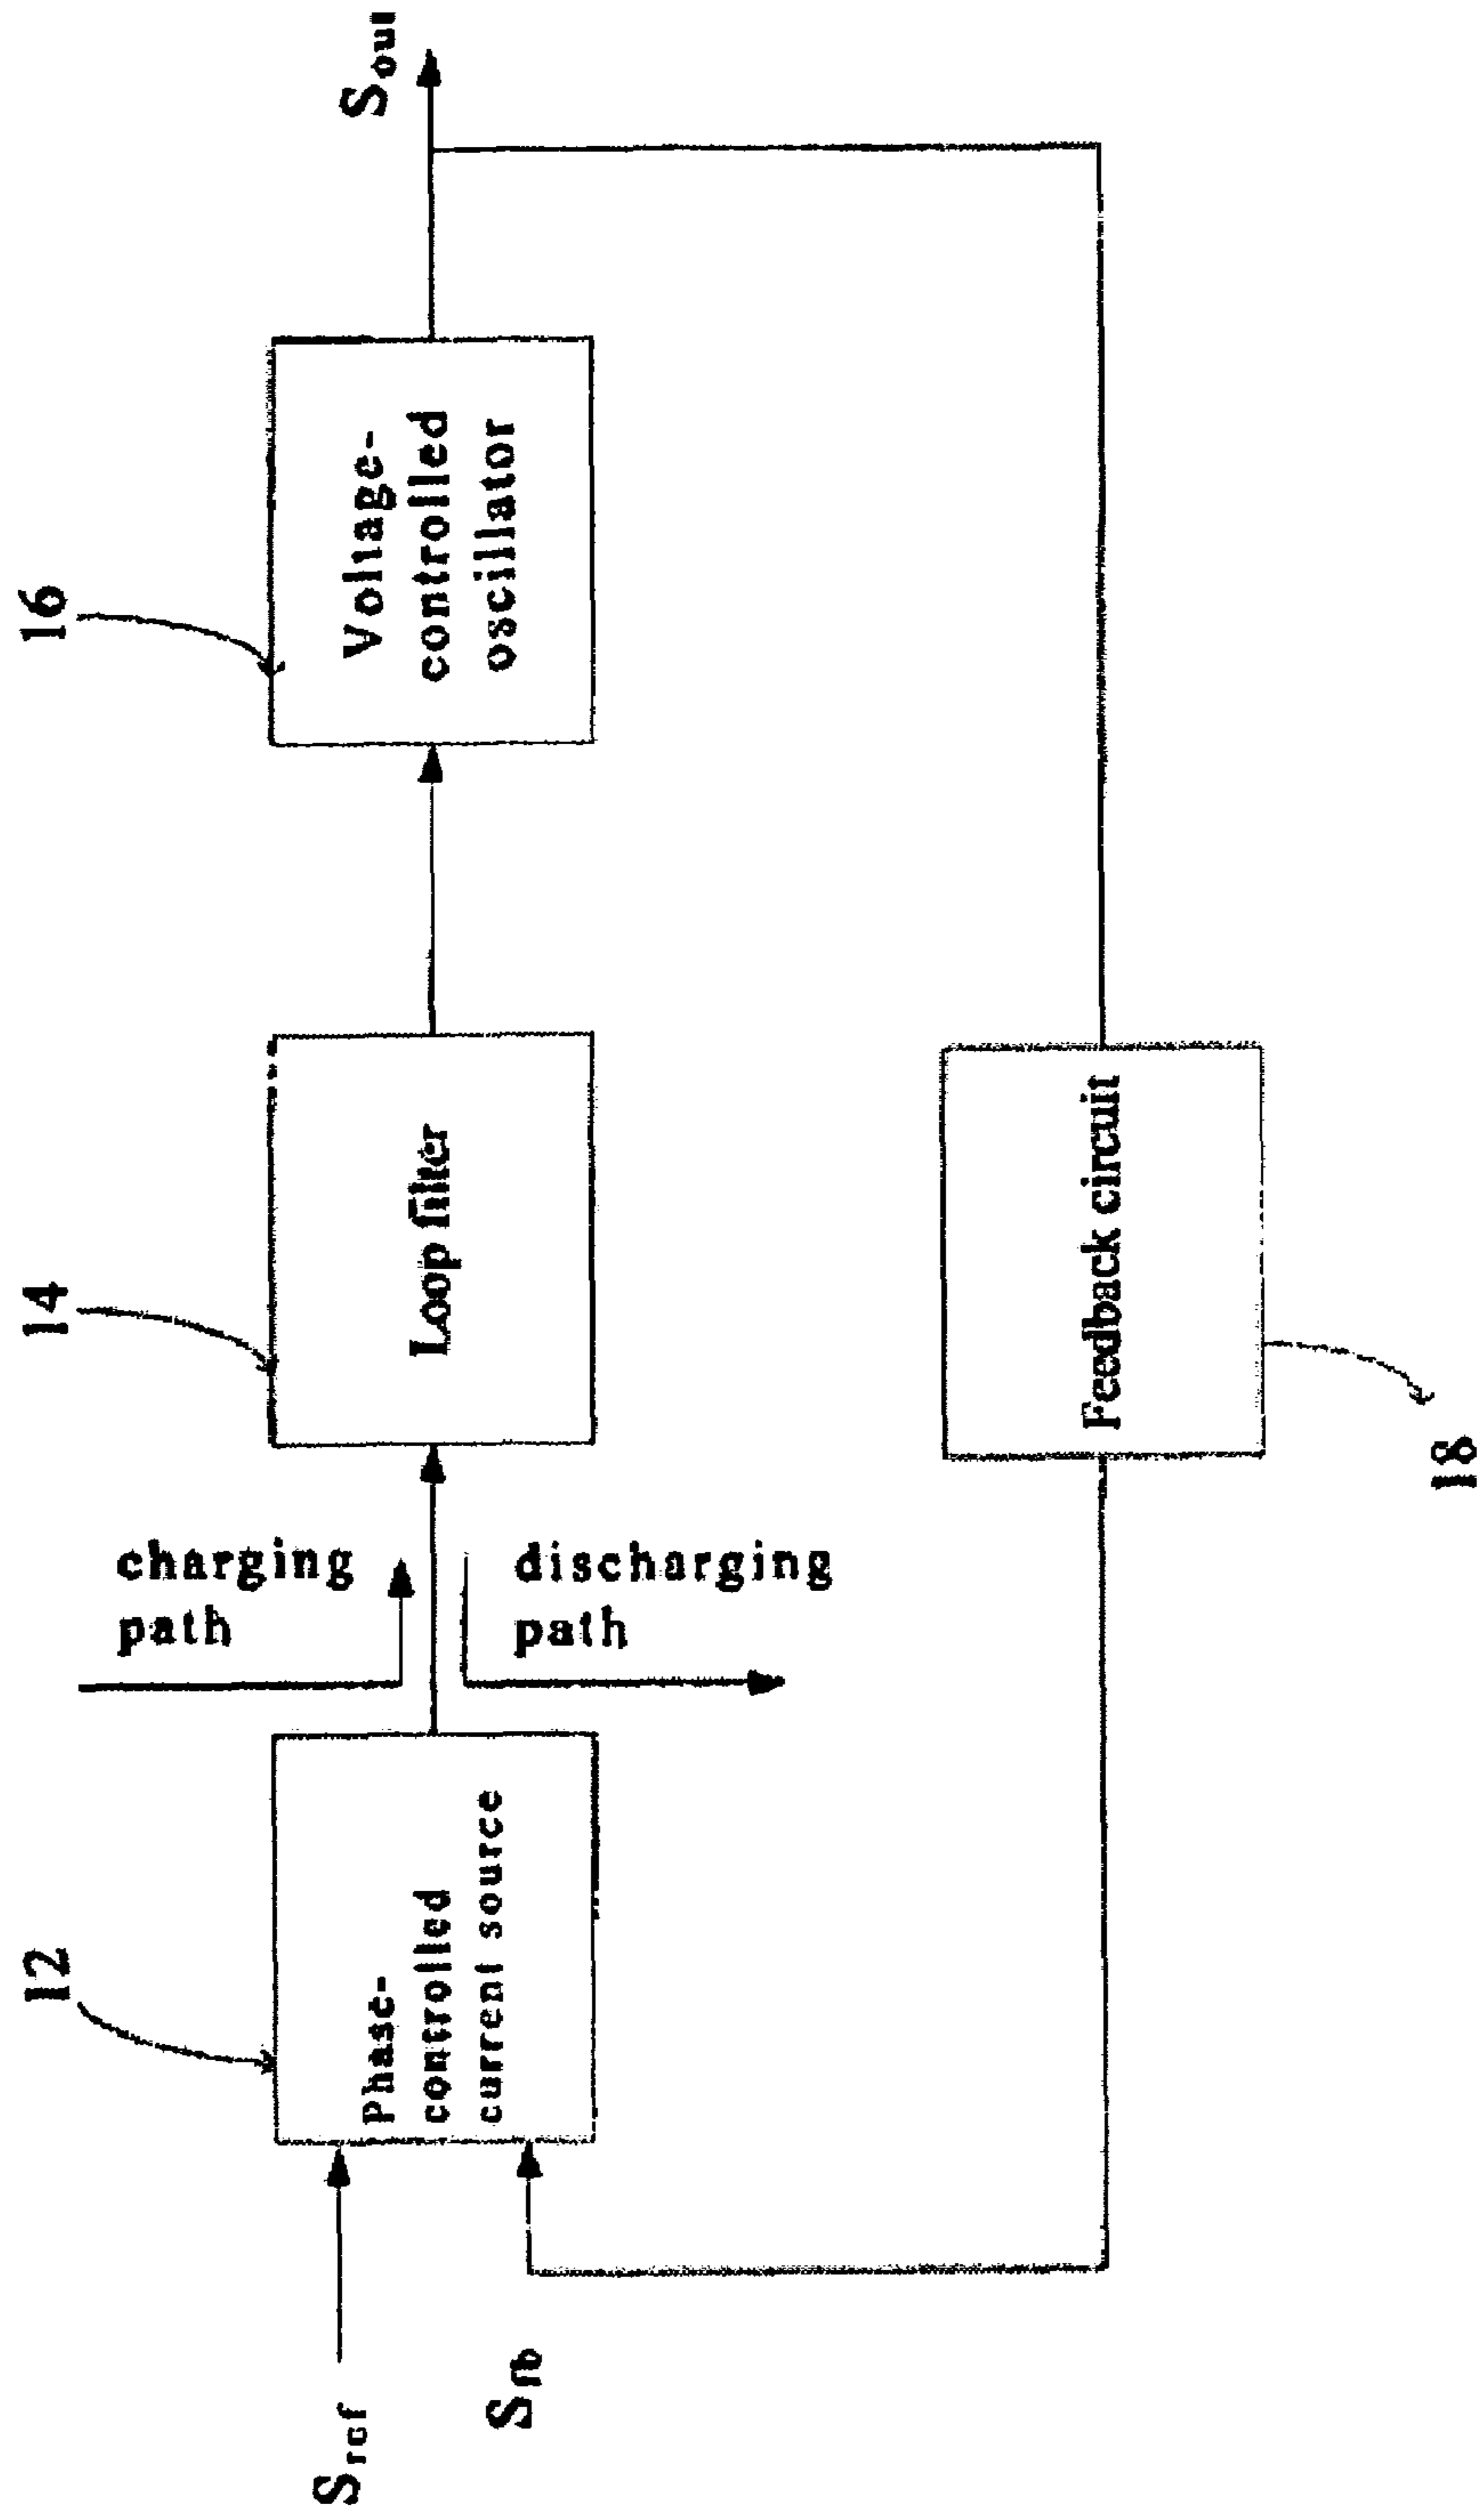 12
14
16
charging
path
Sref
Phase-
controlled
current source
Loop filter
Voltage-
controlled
oscillator
Sout
Sfb
discharging
path
Feedback circuit
18